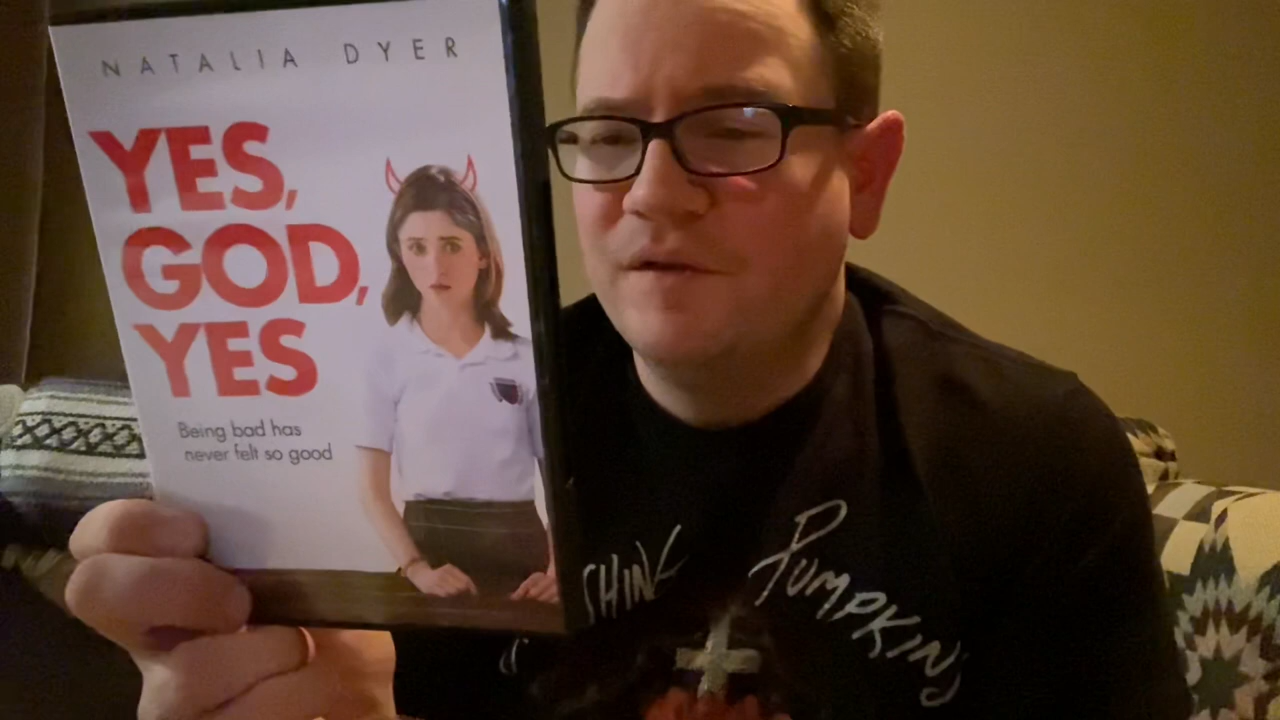 NATALIA DYER
YES,
GOD,
YES
Being bad has
never felt so good
PUMPKINS